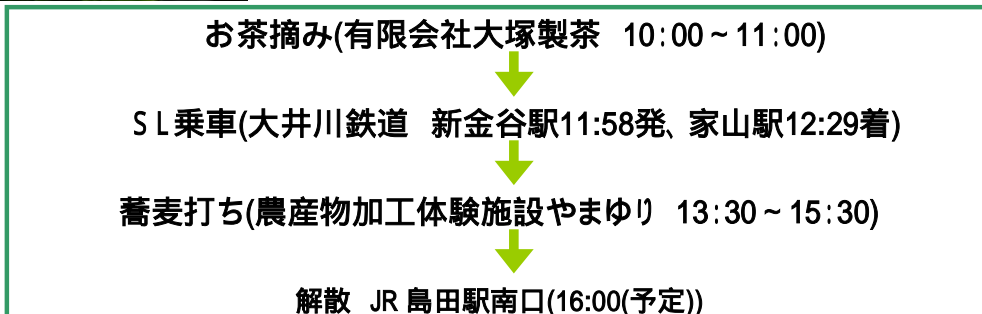 お茶摘み(有限会社大塚製茶　10:00～11:00)
ＳＬ乗車(大井川鉄道　新金谷駅11:58発、家山駅12:29着)
蕎麦打ち(農産物加工体験施設やまゆり　13:30～15:30)
解散　JR島田駅南口(16:00(予定))